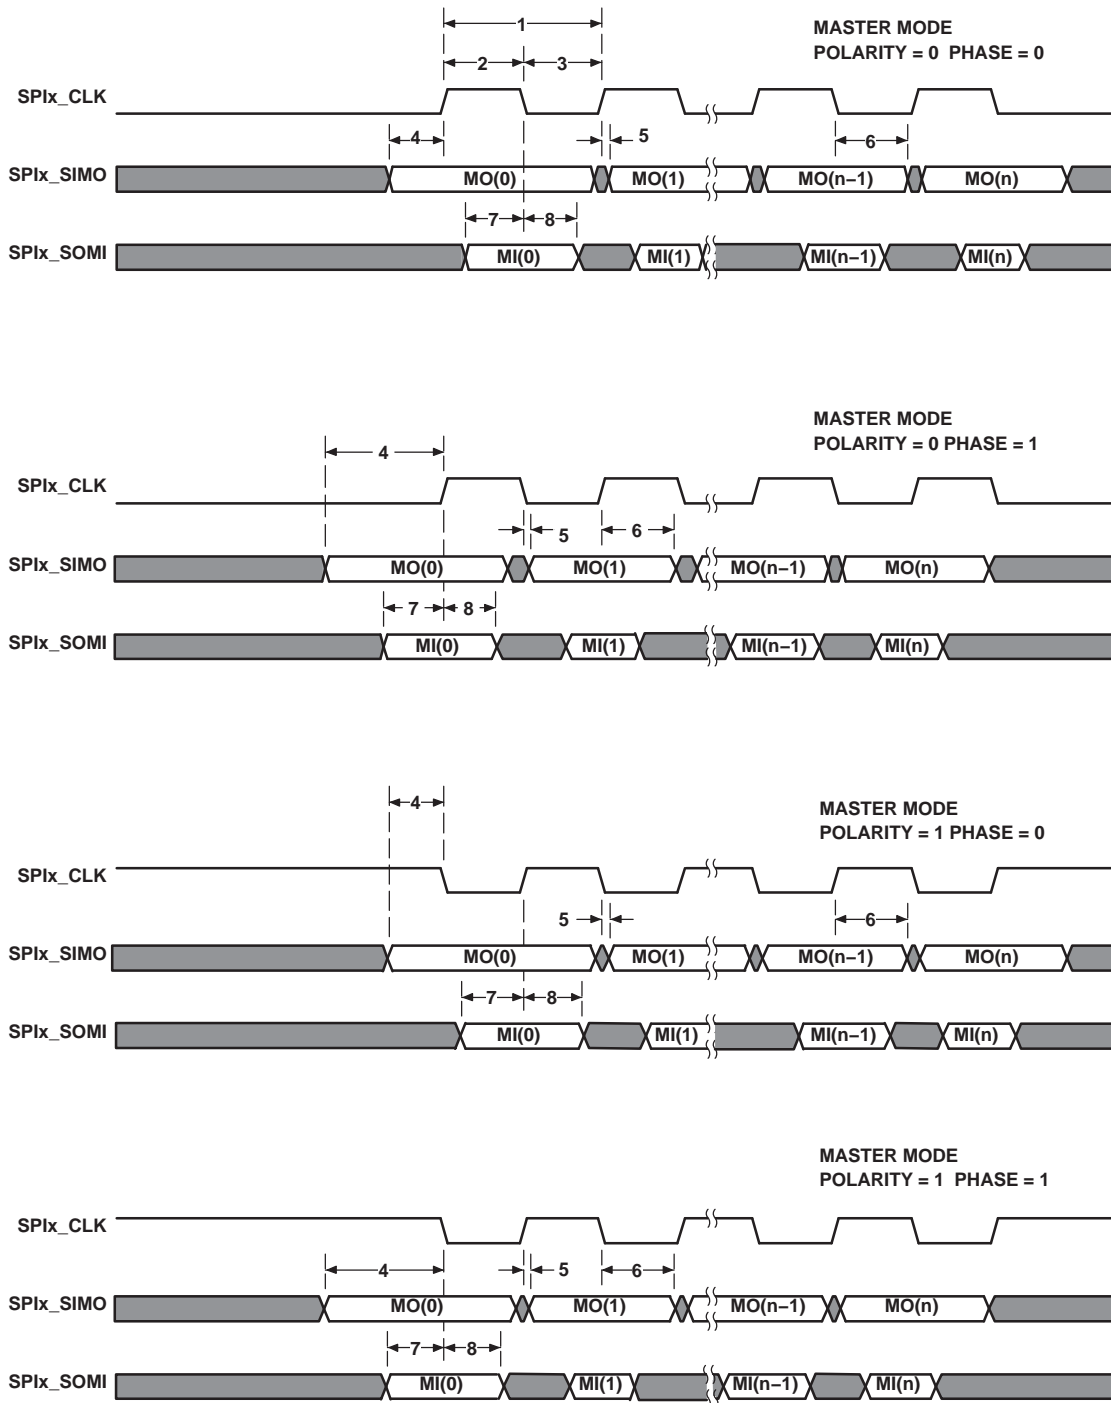 1
MASTER MODE
POLARITY = 0 PHASE = 0
2 3
SPIx_CLK
4 5 6
SPIx_SIMO MO(0) MO(1) MO(n−1) MO(n)
7 8
SPIx_SOMI MI(0) MI(1) MI(n−1) MI(n)
MASTER MODE
POLARITY = 0 PHASE = 1
4
SPIx_CLK
5 6
SPIx_SIMO MO(0) MO(1) MO(n−1) MO(n)
7 8
SPIx_SOMI MI(0) MI(1) MI(n−1) MI(n)
4
MASTER MODE
POLARITY = 1 PHASE = 0
SPIx_CLK
5 6
SPIx_SIMO MO(0) MO(1) MO(n−1) MO(n)
7 8
SPIx_SOMI MI(0) MI(1) MI(n−1) MI(n)
MASTER MODE
POLARITY = 1 PHASE = 1
SPIx_CLK
4 5 6
SPIx_SIMO MO(0) MO(1) MO(n−1) MO(n)
7 8
SPIx_SOMI MI(0) MI(1) MI(n−1) MI(n)